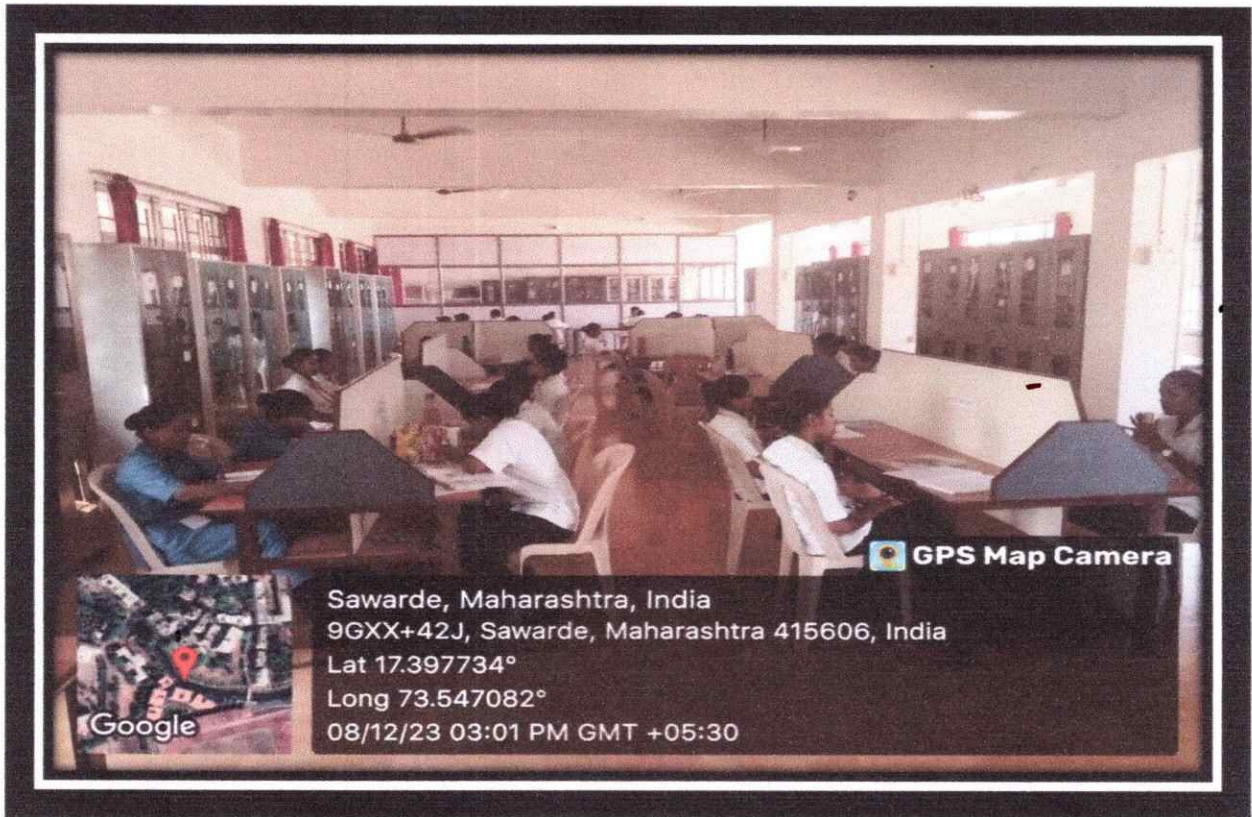 GPS Map Camera
Sawarde, Maharashtra, India
9GXX+42J, Sawarde, Maharashtra 415606, India
Lat 17.397734°
Long 73.547082°
08/12/23 03:01 PM GMT +05:30
Google